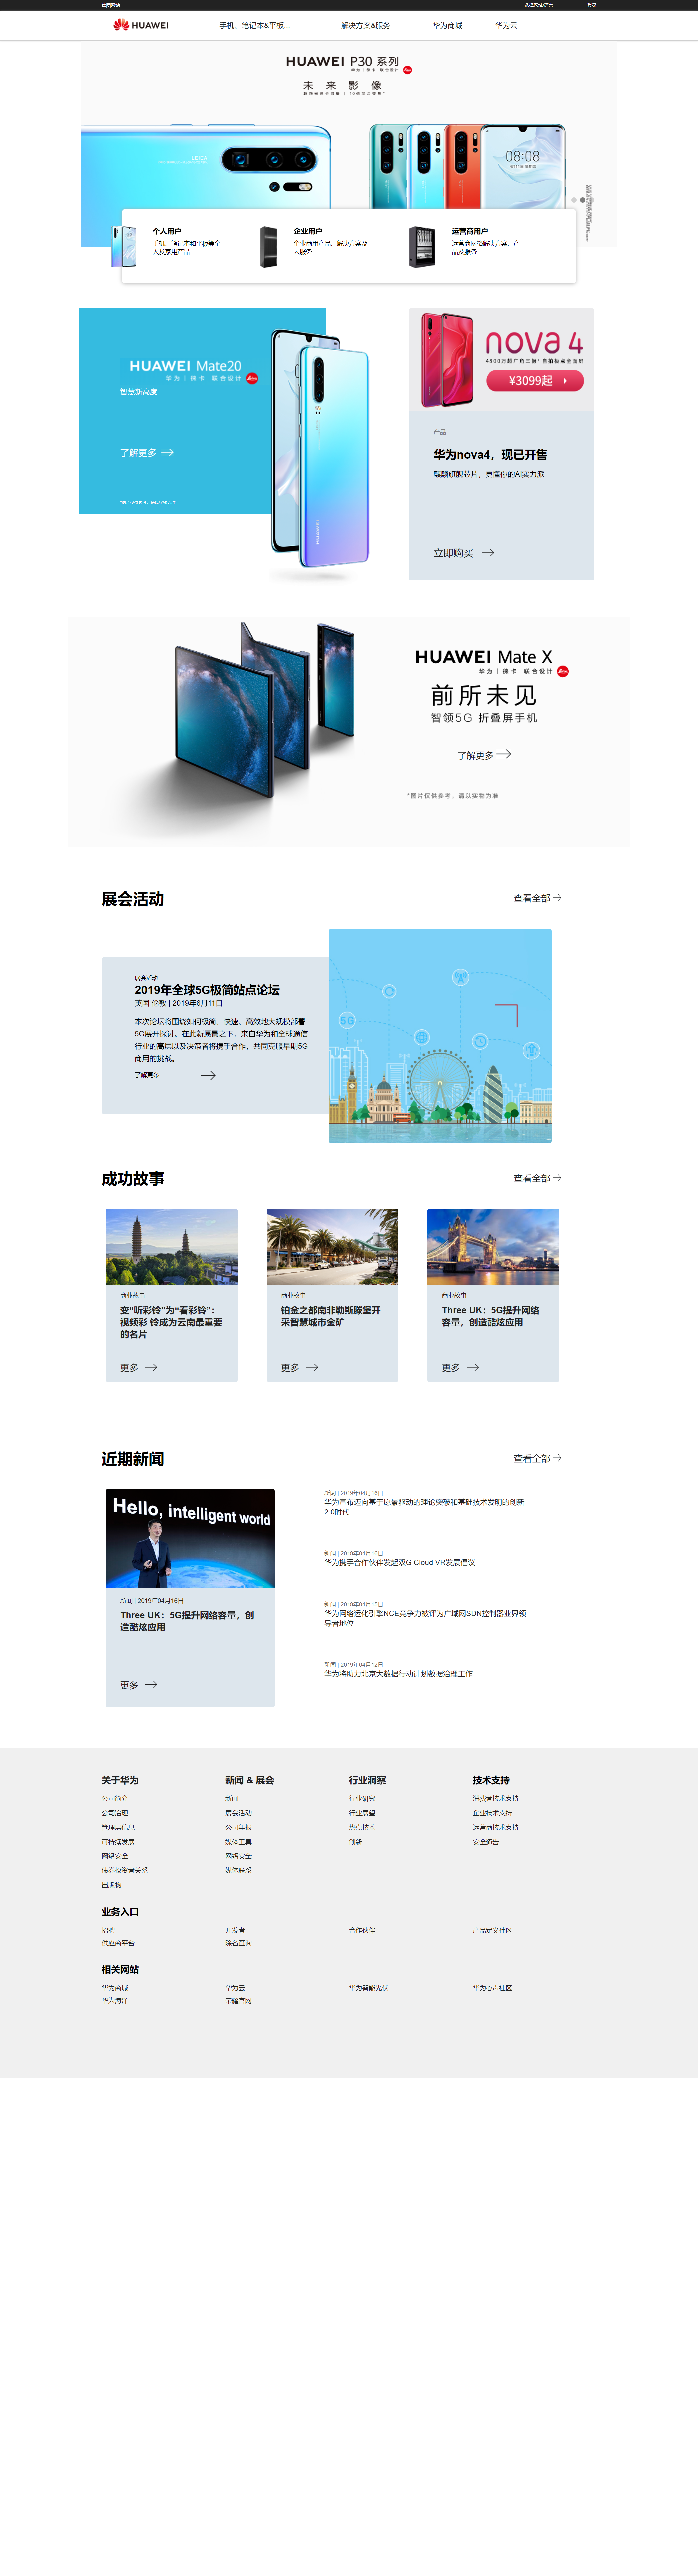 集团网站
选择区域/语言
登录
HUAWEI
手机、笔记本&平板...
解决方案&服务
华为商城
华为云
HUAWEI P30 系列
华为 | 徕卡 联合设计
未来影像
LEICA
08:08
个人用户
手机、笔记本和平板等个
人及家用产品
企业用户
企业商用产品、解决方案及
云服务
运营商用户
运营商网络解决方案、产
品及服务
HUAWEI Mate20
华为 | 徕卡 联合设计
智慧新高度
了解更多
*图片仅供参考，请以实物为准
HUAWEI
nova 4
4800万超广角三摄 | 自拍极点全面屏
¥3099起
产品
华为nova4，现已开售
麒麟旗舰芯片，更懂你的AI实力派
立即购买
HUAWEI Mate X
华为 | 徕卡 联合设计
前所未见
智领5G 折叠屏手机
了解更多
*图片仅供参考，请以实物为准
展会活动
查看全部
展会活动
2019年全球5G极简站点论坛
英国 伦敦 | 2019年6月11日
本次论坛将围绕如何极简、快速、高效地大规模部署
5G展开探讨。在此新愿景之下，来自华为和全球通信
行业的高层以及决策者将携手合作，共同克服早期5G
商用的挑战。
了解更多
5G
成功故事
查看全部
商业故事
变“听彩铃”为“看彩铃”：
视频彩 铃成为云南最重要
的名片
更多
商业故事
铂金之都南非勒斯滕堡开
采智慧城市金矿
更多
商业故事
Three UK：5G提升网络
容量，创造酷炫应用
更多
近期新闻
查看全部
Hello, intelligent world
新闻 | 2019年04月16日
Three UK：5G提升网络容量，创
造酷炫应用
更多
新闻 | 2019年04月16日
华为宣布迈向基于愿景驱动的理论突破和基础技术发明的创新
2.0时代
新闻 | 2019年04月16日
华为携手合作伙伴发起双G Cloud VR发展倡议
新闻 | 2019年04月15日
华为网络运化引擎NCE竞争力被评为广域网SDN控制器业界领
导者地位
新闻 | 2019年04月12日
华为将助力北京大数据行动计划数据治理工作
关于华为
公司简介
公司治理
管理层信息
可持续发展
网络安全
债券投资者关系
出版物
新闻 & 展会
新闻
展会活动
公司年报
媒体工具
网络安全
媒体联系
行业洞察
行业研究
行业展望
热点技术
创新
技术支持
消费者技术支持
企业技术支持
运营商技术支持
安全通告
业务入口
招聘
开发者
合作伙伴
产品定义社区
供应商平台
除名查询
相关网站
华为商城
华为云
华为智能光伏
华为心声社区
华为海洋
荣耀官网